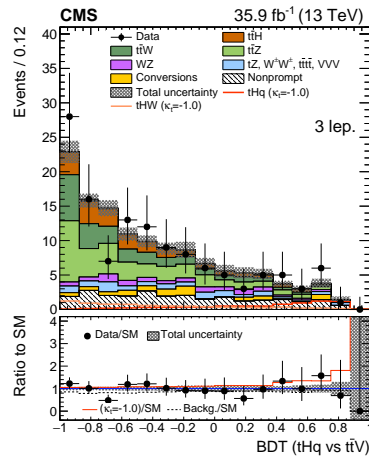 CMS 35.9 fb⁻¹ (13 TeV)
Events / 0.12
40
35
30
25
20
15
10
5
0
Data
tt̄H
tt̄W
tt̄Z
WZ
tZ, W±W±, tt̄tt̄, VVV
Conversions
Nonprompt
Total uncertainty
tHq (κt=-1.0)
tHW (κt=-1.0)
3 lep.
Ratio to SM
4
3
2
1
0
Data/SM
Total uncertainty
(κt=-1.0)/SM
Backg./SM
−1 −0.8 −0.6 −0.4 −0.2 0 0.2 0.4 0.6 0.8 1
BDT (tHq vs tt̄V)